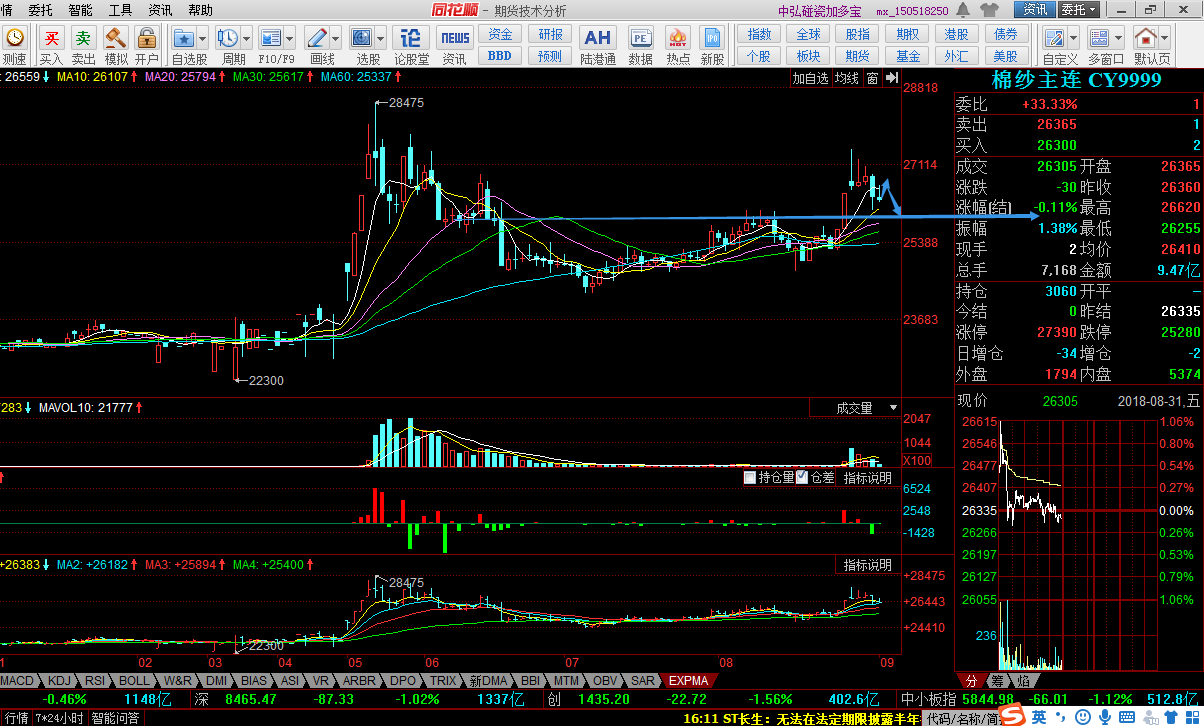 情 委托 智能 工具 资讯 帮助 同花顺 - 期货技术分析 中弘碰瓷加多宝 mx_150518250 资讯 委托
测速 买入 卖出 模拟 开户 自选股 周期 F10/F9 画线 选股 论股堂 资讯 资金 BBD 研报 预测 陆港通 数据 热点 新股 指数 个股 全球 板块 股指 期货 期权 基金 港股 外汇 债券 美股 自定义 多窗口 默认页
买 卖 论 NEWS AH PE HOT IPO
: 26559↓ MA10: 26107↑ MA20: 25794↑ MA30: 25617↑ MA60: 25337↑ 加自选 均线 窗
28818
28475
27114
25388
23683
22300
283↓ MAVOL10: 21777↑ 成交量
2047
1044
X100
持仓量 仓差 指标说明
6524
2548
-1428
+26383↓ MA2: +26182↑ MA3: +25894↑ MA4: +25400↑ 指标说明
28475
+28475
+26443
+24410
22300
1 02 03 04 05 06 07 08 09
MACD KDJ RSI BOLL W&R DMI BIAS ASI VR ARBR DPO TRIX 新DMA BBI MTM OBV SAR EXPMA
棉纱主连 CY9999
委比 +33.33% 1
卖出 26365 1
买入 26300 2
成交 26305 开盘 26365
涨跌 -30 昨收 26360
涨幅(结) -0.11% 最高 26620
振幅 1.38% 最低 26255
现手 2 均价 26410
总手 7,168 金额 9.47亿
持仓 3060 开平 –
今结 0 昨结 26335
涨停 27390 跌停 25280
日增仓 -34 增仓 -2
外盘 1794 内盘 5374
现价 26305 2018-08-31,五
26615 1.06%
26546 0.80%
26477 0.54%
26407 0.27%
26335 0.00%
26266 0.26%
26197 0.53%
26127 0.79%
26055 1.06%
236
分 筹 焰
-0.46% 1148亿 深 8465.47 -87.33 -1.02% 1337亿 创 1435.20 -22.72 -1.56% 402.6亿 中小板指 5844.98 -66.01 -1.12% 512.8亿
行情 7*24小时 智能问答 16:11 ST长生：无法在法定期限披露半年 代码/名称/简 英